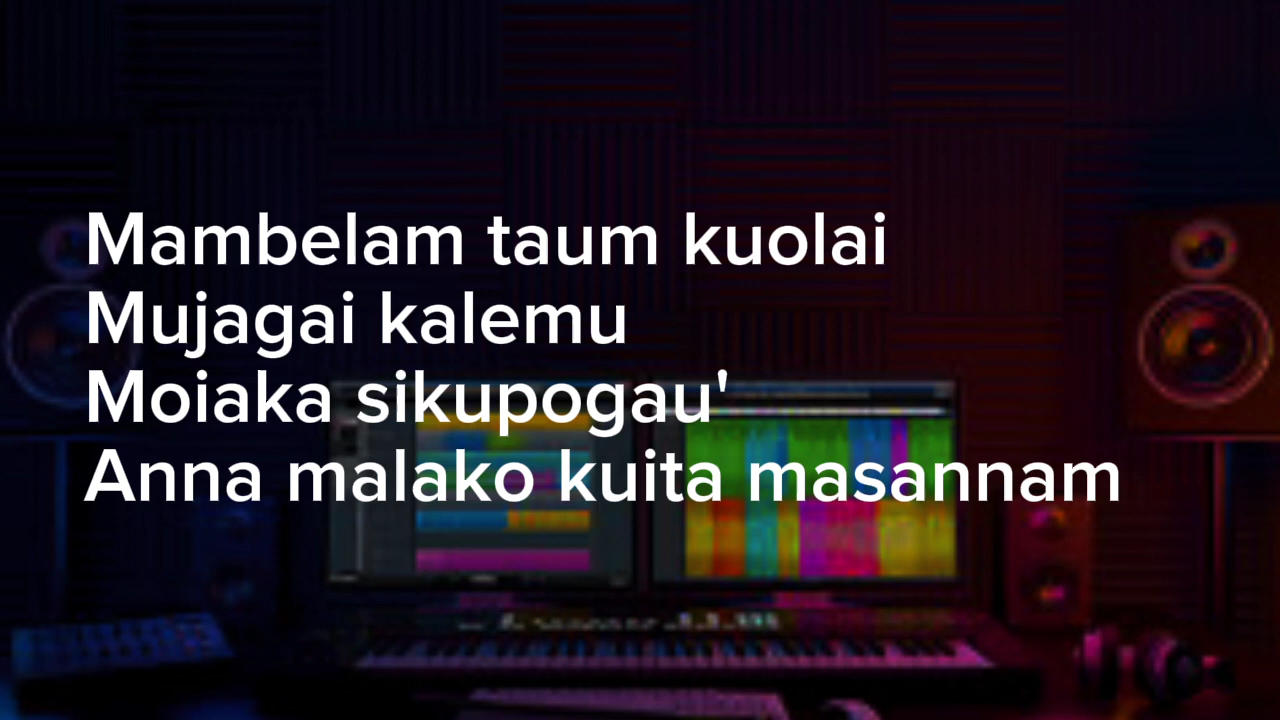 Mambelam taum kuolai
Mujagai kalemu
Moiaka sikupogau'
Anna malako kuita masannam